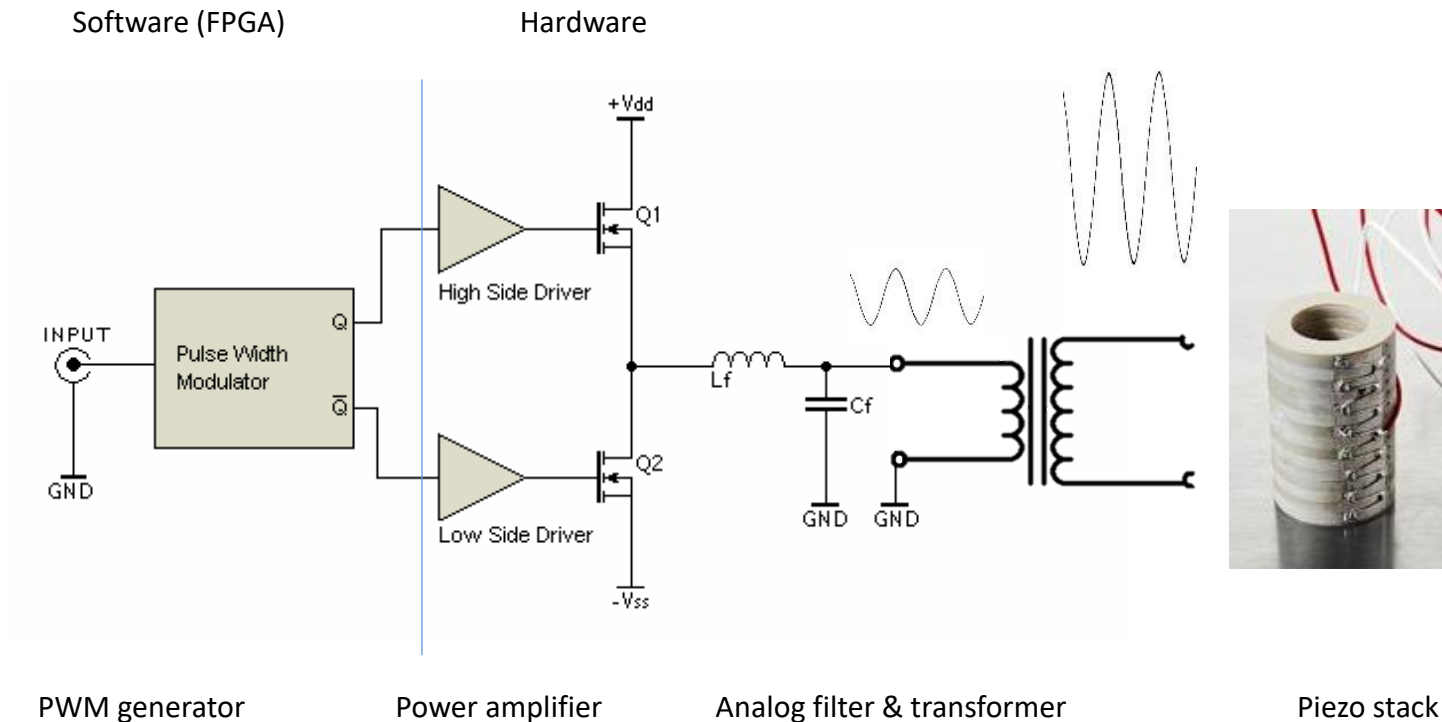 Software (FPGA)
Hardware
+Vdd
Q1
High Side Driver
INPUT
Pulse Width
Modulator
Q
Q̅
GND
Lf
Cf
Q2
GND
GND
Low Side Driver
-Vss
PWM generator
Power amplifier
Analog filter & transformer
Piezo stack